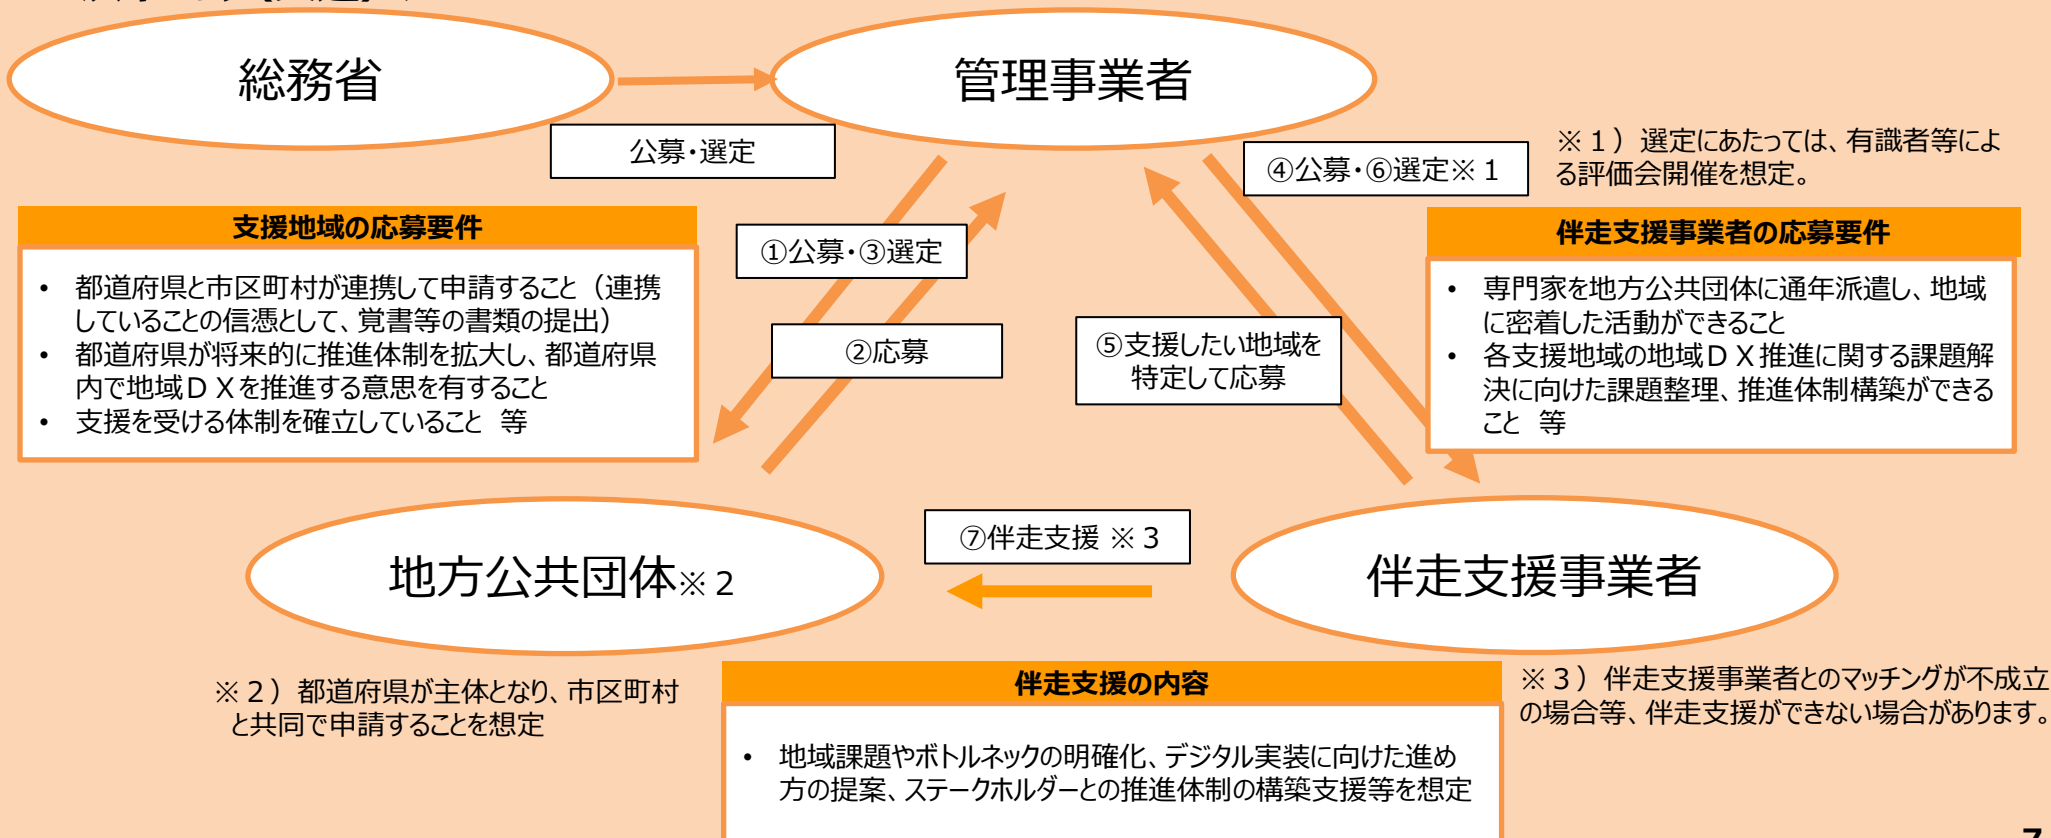 総務省
管理事業者
公募・選定
④公募・⑥選定※１
※１）選定にあたっては、有識者等によ
る評価会開催を想定。
支援地域の応募要件
• 都道府県と市区町村が連携して申請すること（連携
していることの信憑として、覚書等の書類の提出）
• 都道府県が将来的に推進体制を拡大し、都道府県
内で地域ＤＸを推進する意思を有すること
• 支援を受ける体制を確立していること 等
①公募・③選定
②応募
⑤支援したい地域を
特定して応募
伴走支援事業者の応募要件
• 専門家を地方公共団体に通年派遣し、地域
に密着した活動ができること
• 各支援地域の地域ＤＸ推進に関する課題解
決に向けた課題整理、推進体制構築ができる
こと 等
⑦伴走支援 ※３
地方公共団体※２
伴走支援事業者
※２）都道府県が主体となり、市区町村
と共同で申請することを想定
伴走支援の内容
• 地域課題やボトルネックの明確化、デジタル実装に向けた進め
方の提案、ステークホルダーとの推進体制の構築支援等を想定
※３）伴走支援事業者とのマッチングが不成立
の場合等、伴走支援ができない場合があります。